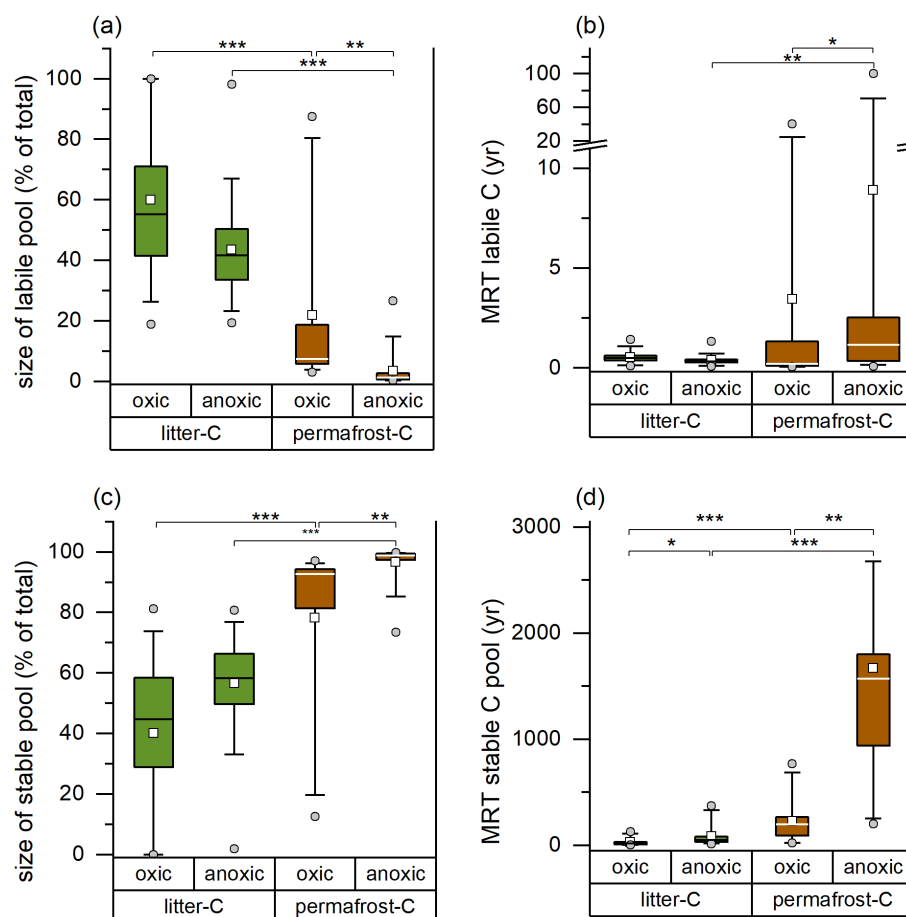 (a)
*** **
***
size of labile pool (% of total)
100
80
60
40
20
0
oxic anoxic oxic anoxic
litter-C permafrost-C
(b)
*
**
MRT labile C (yr)
100
60
20
10
5
0
oxic anoxic oxic anoxic
litter-C permafrost-C
(c)
*** **
***
size of stable pool (% of total)
100
80
60
40
20
0
oxic anoxic oxic anoxic
litter-C permafrost-C
(d)
*** **
* ***
MRT stable C pool (yr)
3000
2000
1000
0
oxic anoxic oxic anoxic
litter-C permafrost-C